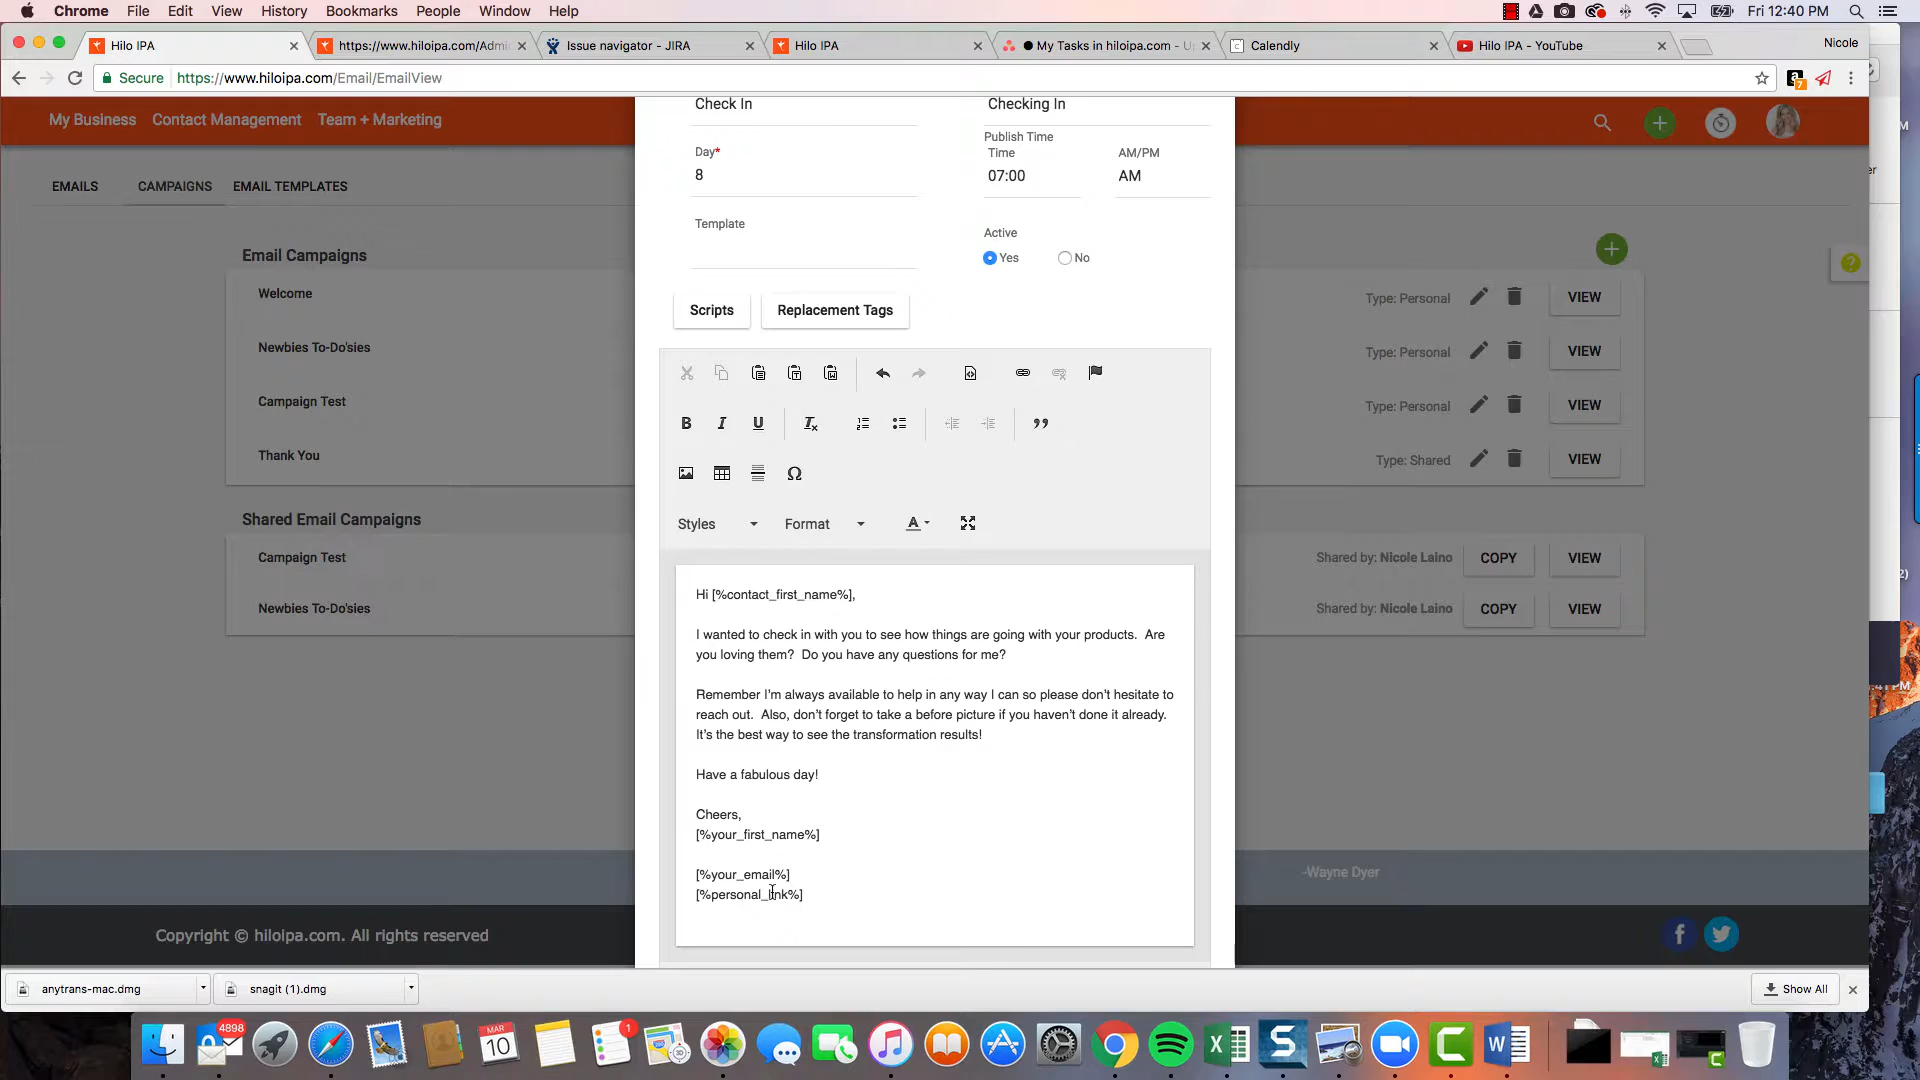 Chrome File Edit View History Bookmarks People Window Help
Fri 12:40 PM
Hilo IPA
https://www.hiloipa.com/Admi
Issue navigator - JIRA
Hilo IPA
My Tasks in hiloipa.com - U
Calendly
Hilo IPA - YouTube
Nicole
Secure https://www.hiloipa.com/Email/EmailView
7
My Business Contact Management Team + Marketing
EMAILS CAMPAIGNS EMAIL TEMPLATES
Check In
Checking In
Day*
8
Publish Time
Time AM/PM
07:00 AM
Template
Active
Yes No
Scripts Replacement Tags
Styles Format A
Hi [%contact_first_name%],
I wanted to check in with you to see how things are going with your products. Are
you loving them? Do you have any questions for me?
Remember I'm always available to help in any way I can so please don't hesitate to
reach out. Also, don't forget to take a before picture if you haven't done it already.
It's the best way to see the transformation results!
Have a fabulous day!
Cheers,
[%your_first_name%]
[%your_email%]
[%personal_link%]
Email Campaigns
Welcome Type: Personal VIEW
Newbies To-Do'sies Type: Personal VIEW
Campaign Test Type: Personal VIEW
Thank You Type: Shared VIEW
Shared Email Campaigns
Campaign Test Shared by: Nicole Laino COPY VIEW
Newbies To-Do'sies Shared by: Nicole Laino COPY VIEW
-Wayne Dyer
Copyright © hiloipa.com. All rights reserved
anytrans-mac.dmg
snagit (1).dmg
Show All
4898
MAR
10
1